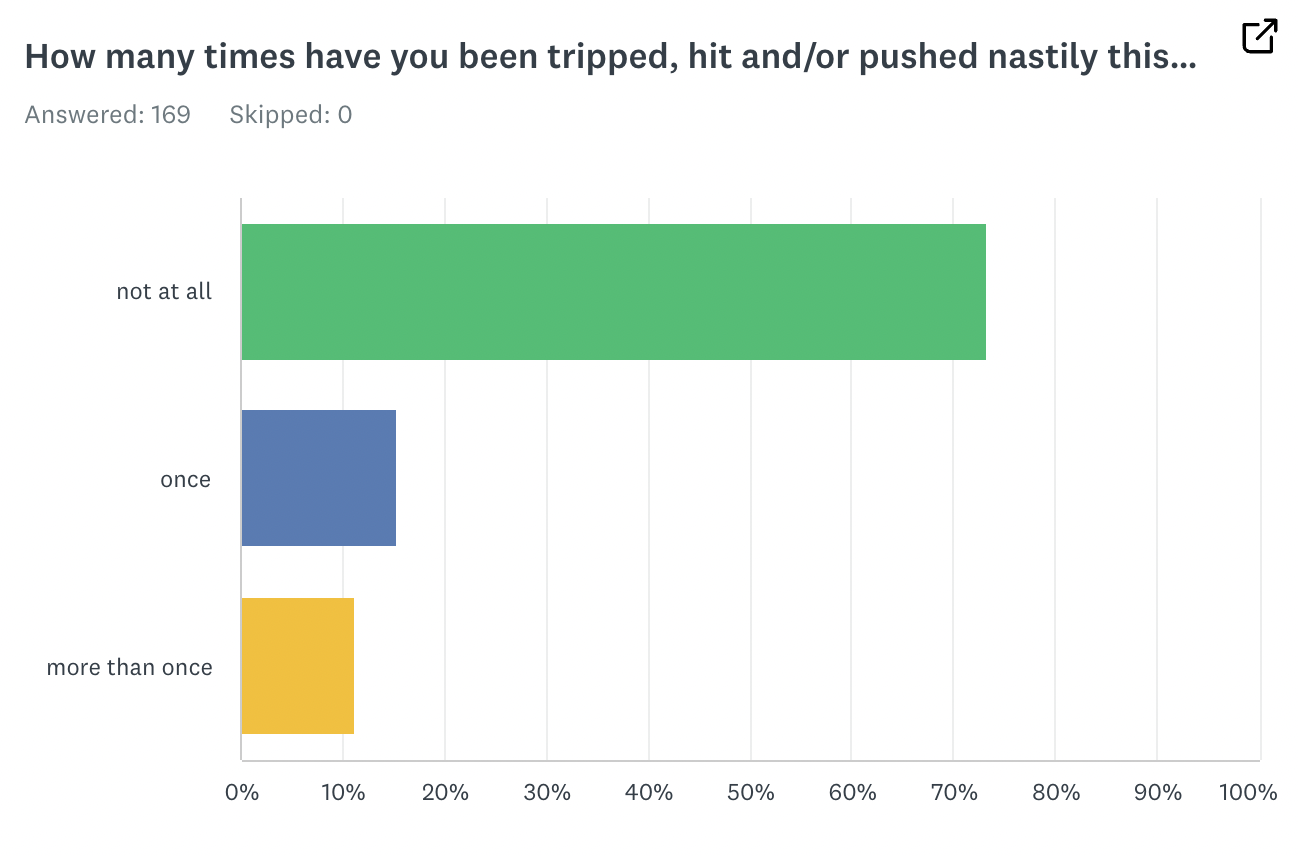 How many times have you been tripped, hit and/or pushed nastily this...
Answered: 169 Skipped: 0
not at all
once
more than once
0% 10% 20% 30% 40% 50% 60% 70% 80% 90% 100%